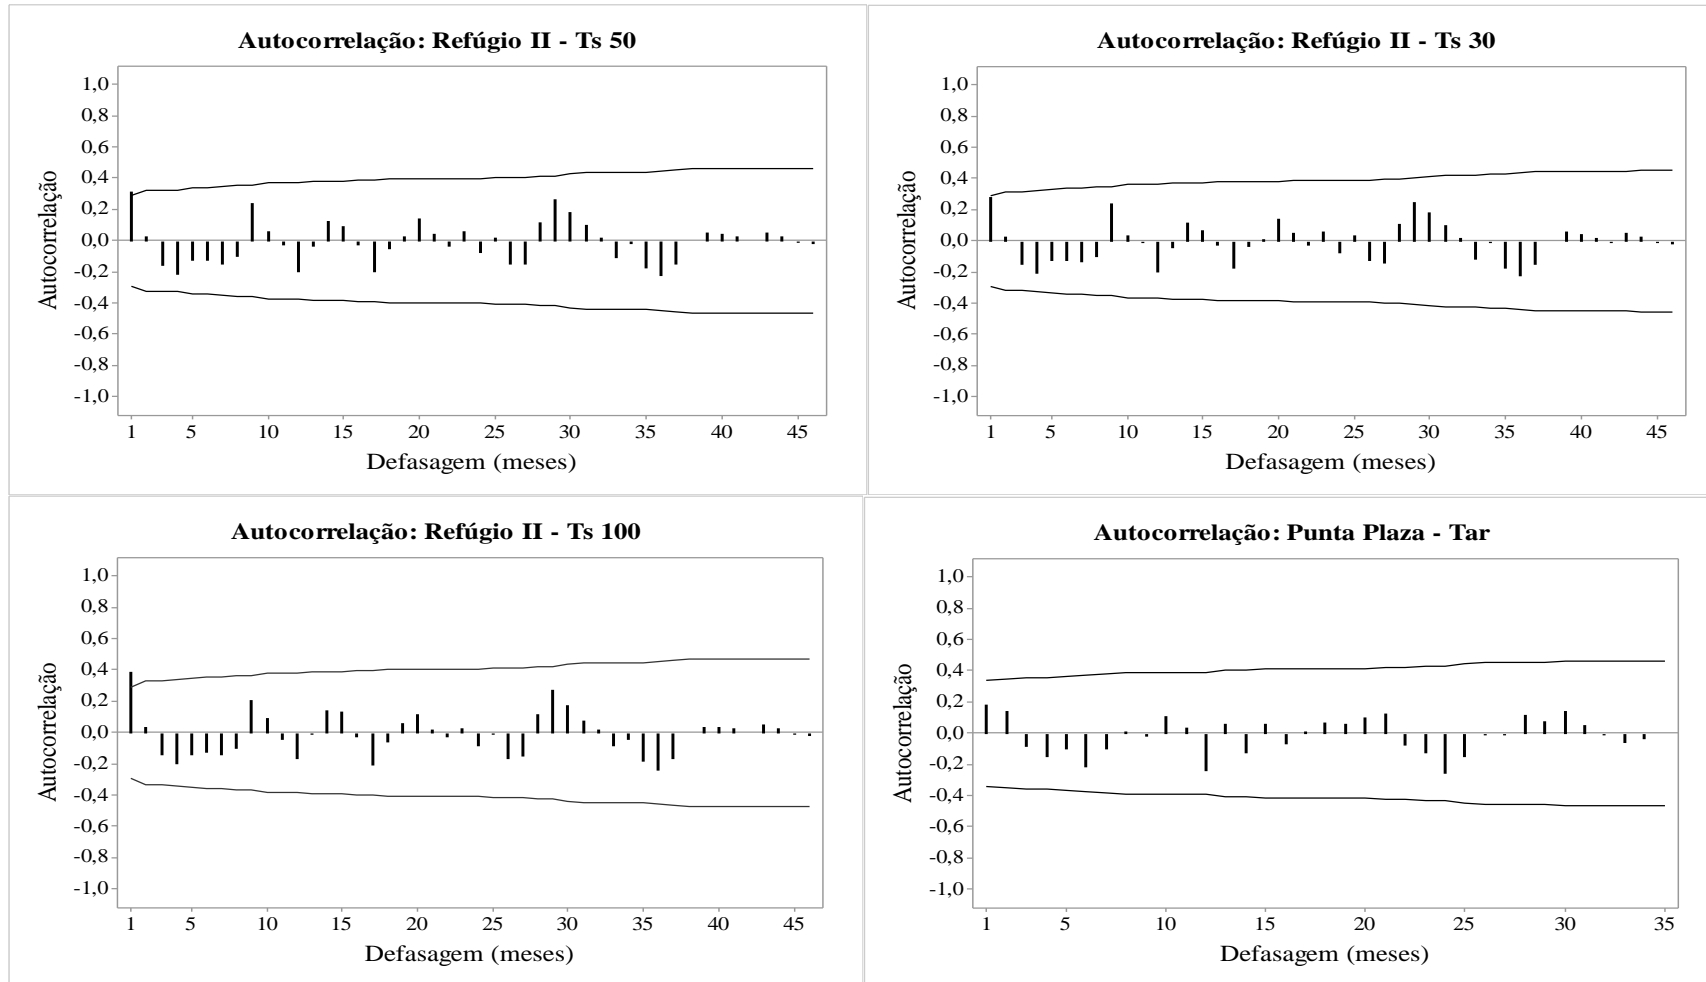 Autocorrelação: Refúgio II - Ts 50
1,0
0,8
0,6
0,4
0,2
0,0
-0,2
-0,4
-0,6
-0,8
-1,0
Autocorrelação
1 5 10 15 20 25 30 35 40 45
Defasagem (meses)
Autocorrelação: Refúgio II - Ts 30
1,0
0,8
0,6
0,4
0,2
0,0
-0,2
-0,4
-0,6
-0,8
-1,0
Autocorrelação
1 5 10 15 20 25 30 35 40 45
Defasagem (meses)
Autocorrelação: Refúgio II - Ts 100
1,0
0,8
0,6
0,4
0,2
0,0
-0,2
-0,4
-0,6
-0,8
-1,0
Autocorrelação
1 5 10 15 20 25 30 35 40 45
Defasagem (meses)
Autocorrelação: Punta Plaza - Tar
1,0
0,8
0,6
0,4
0,2
0,0
-0,2
-0,4
-0,6
-0,8
-1,0
Autocorrelação
1 5 10 15 20 25 30 35
Defasagem (meses)